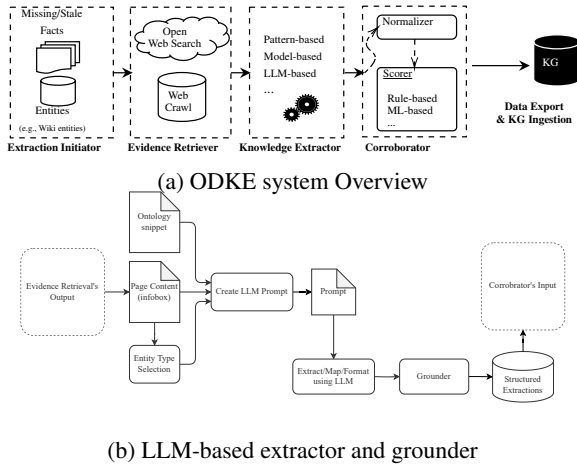 Missing/Stale
Facts
Entities
(e.g., Wiki entities)
Extraction Initiator
Open
Web Search
Web
Crawl
Evidence Retriever
Pattern-based
Model-based
LLM-based
...
Knowledge Extractor
Normalizer
Scorer
Rule-based
ML-based
...
Corroborator
KG
Data Export
& KG Ingestion
(a) ODKE system Overview
Ontology
snippet
Evidence Retrieval's
Output
Page Content
(infobox)
Entity Type
Selection
Create LLM Prompt
Prompt
Extract/Map/Format
using LLM
Grounder
Structured
Extractions
Corrobrator's Input
(b) LLM-based extractor and grounder